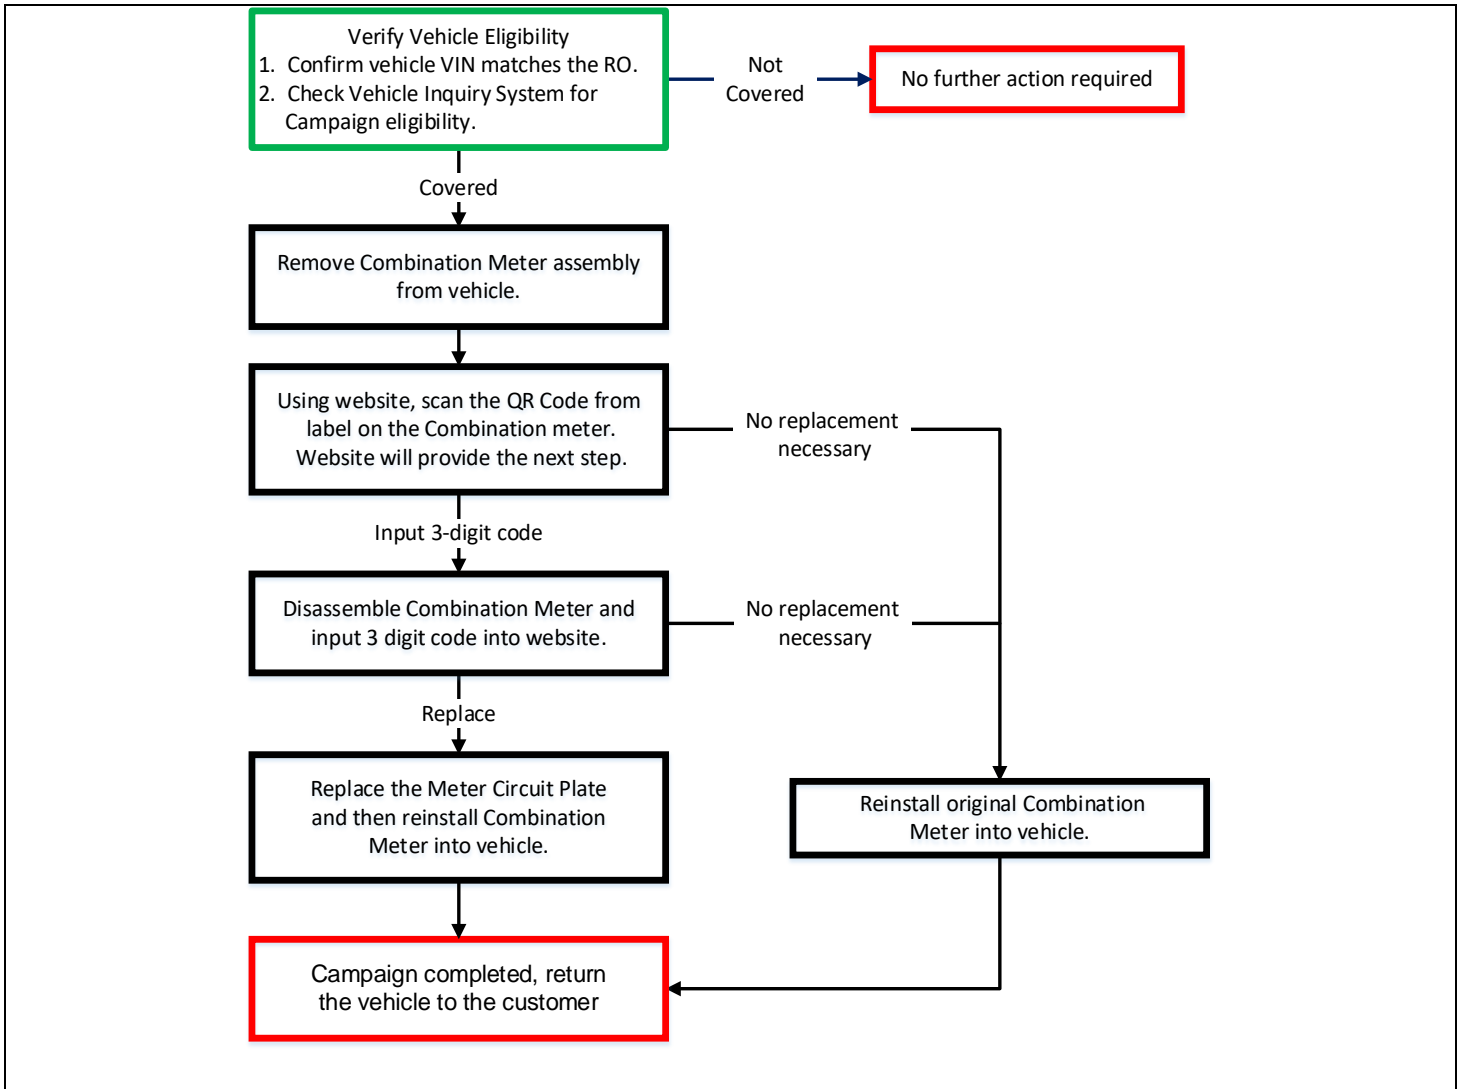 Verify Vehicle Eligibility
1. Confirm vehicle VIN matches the RO.
2. Check Vehicle Inquiry System for
Campaign eligibility.
Not
Covered
No further action required
Covered
Remove Combination Meter assembly
from vehicle.
Using website, scan the QR Code from
label on the Combination meter.
Website will provide the next step.
No replacement
necessary
Input 3-digit code
Disassemble Combination Meter and
input 3 digit code into website.
No replacement
necessary
Replace
Replace the Meter Circuit Plate
and then reinstall Combination
Meter into vehicle.
Reinstall original Combination
Meter into vehicle.
Campaign completed, return
the vehicle to the customer